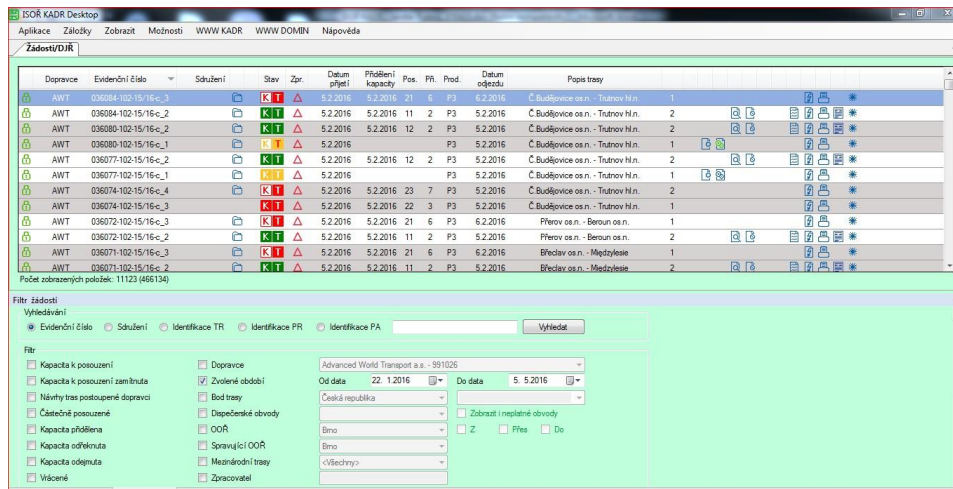 ISOŘ KADR Desktop
Aplikace Záložky Zobrazit Možnosti WWW KADR WWW DOMIN Nápověda
Žádosti/DJŘ
Dopravce Evidenční číslo Sdružení Stav Zpr. Datum přijetí Přidělení kapacity Pos. Př. Prod. Datum odjezdu Popis trasy
AWT 036084-102-15/16-c_3 K T 5.2.2016 5.2.2016 21 6 P3 6.2.2016 Č.Budějovice os.n. - Trutnov hl.n. 1
AWT 036084-102-15/16-c_2 K T 5.2.2016 5.2.2016 11 2 P3 5.2.2016 Č.Budějovice os.n. - Trutnov hl.n. 2
AWT 036080-102-15/16-c_2 K T 5.2.2016 5.2.2016 12 2 P3 5.2.2016 Č.Budějovice os.n. - Trutnov hl.n. 2
AWT 036080-102-15/16-c_1 K T 5.2.2016 P3 5.2.2016 Č.Budějovice os.n. - Trutnov hl.n. 1
AWT 036077-102-15/16-c_2 K T 5.2.2016 5.2.2016 12 2 P3 5.2.2016 Č.Budějovice os.n. - Trutnov hl.n. 2
AWT 036077-102-15/16-c_1 K T 5.2.2016 P3 5.2.2016 Č.Budějovice os.n. - Trutnov hl.n. 1
AWT 036074-102-15/16-c_4 K T 5.2.2016 5.2.2016 23 7 P3 5.2.2016 Č.Budějovice os.n. - Trutnov hl.n. 2
AWT 036074-102-15/16-c_3 K T 5.2.2016 5.2.2016 22 3 P3 5.2.2016 Č.Budějovice os.n. - Trutnov hl.n. 1
AWT 036072-102-15/16-c_3 K T 5.2.2016 5.2.2016 21 6 P3 6.2.2016 Přerov os.n. - Beroun os.n. 1
AWT 036072-102-15/16-c_2 K T 5.2.2016 5.2.2016 11 2 P3 5.2.2016 Přerov os.n. - Beroun os.n. 2
AWT 036071-102-15/16-c_3 K T 5.2.2016 5.2.2016 21 6 P3 6.2.2016 Břeclav os.n. - Międzylesie 1
AWT 036071-102-15/16-c_2 K T 5.2.2016 5.2.2016 11 2 P3 5.2.2016 Břeclav os.n. - Miedzylesie 2
Počet zobrazených položek: 11123 (466134)
Filtr žádostí
Vyhledávání
Evidenční číslo Sdružení Identifikace TR Identifikace PR Identifikace PA Vyhledat
Filtr
Kapacita k posouzení Dopravce Advanced World Transport a.s. - 991026
Kapacita k posouzení zamítnuta Zvolené období Od data 22. 1.2016 Do data 5. 5.2016
Návrhy tras postoupené dopravci Bod trasy Česká republika
Částečně posouzené Dispečerské obvody Zobrazit i neplatné obvody
Kapacita přidělena OOŘ Brno Z Přes Do
Kapacita odřeknuta Spravující OOŘ Brno
Kapacita odejmuta Mezinárodní trasy <Všechny>
Vrácené Zpracovatel